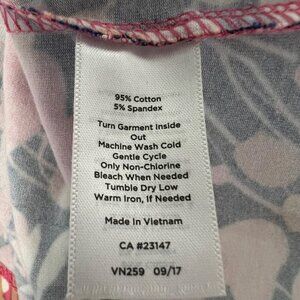 95% Cotton
5% Spandex
Turn Garment Inside
Out
Machine Wash Cold
Gentle Cycle
Only Non-Chlorine
Bleach When Needed
Tumble Dry Low
Warm Iron, If Needed
Made in Vietnam
CA #23147
VN259 09/17